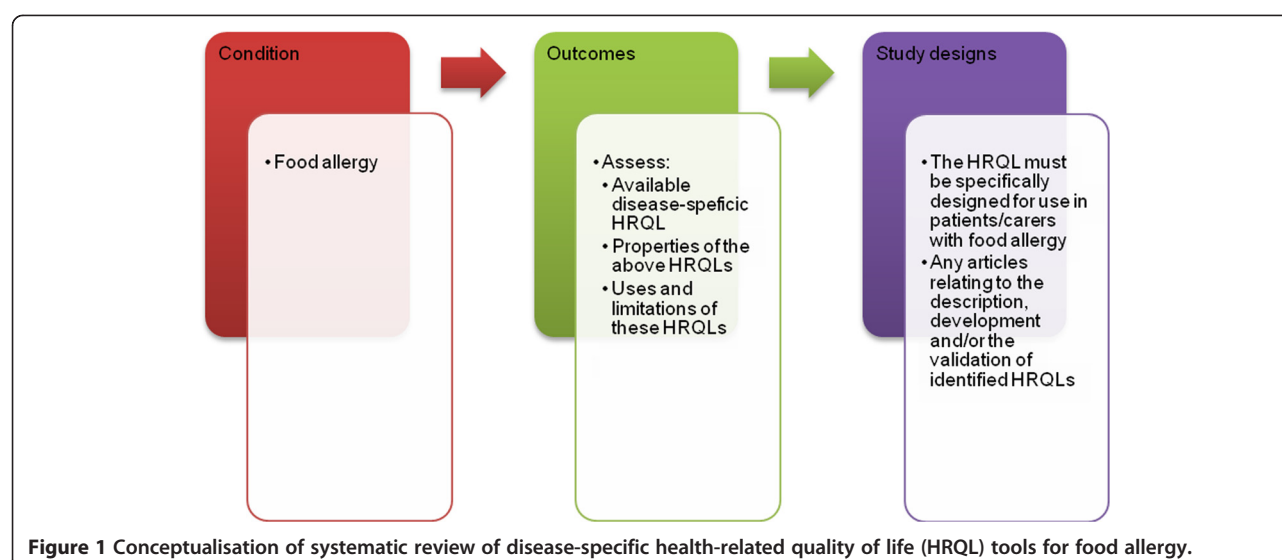 Condition
• Food allergy
Outcomes
• Assess:
• Available
disease-speficic
HRQL
• Properties of the
above HRQLs
• Uses and
limitations of
these HRQLs
Study designs
• The HRQL must
be specifically
designed for use in
patients/carers
with food allergy
• Any articles
relating to the
description,
development
and/or the
validation of
identified HRQLs
Figure 1 Conceptualisation of systematic review of disease-specific health-related quality of life (HRQL) tools for food allergy.